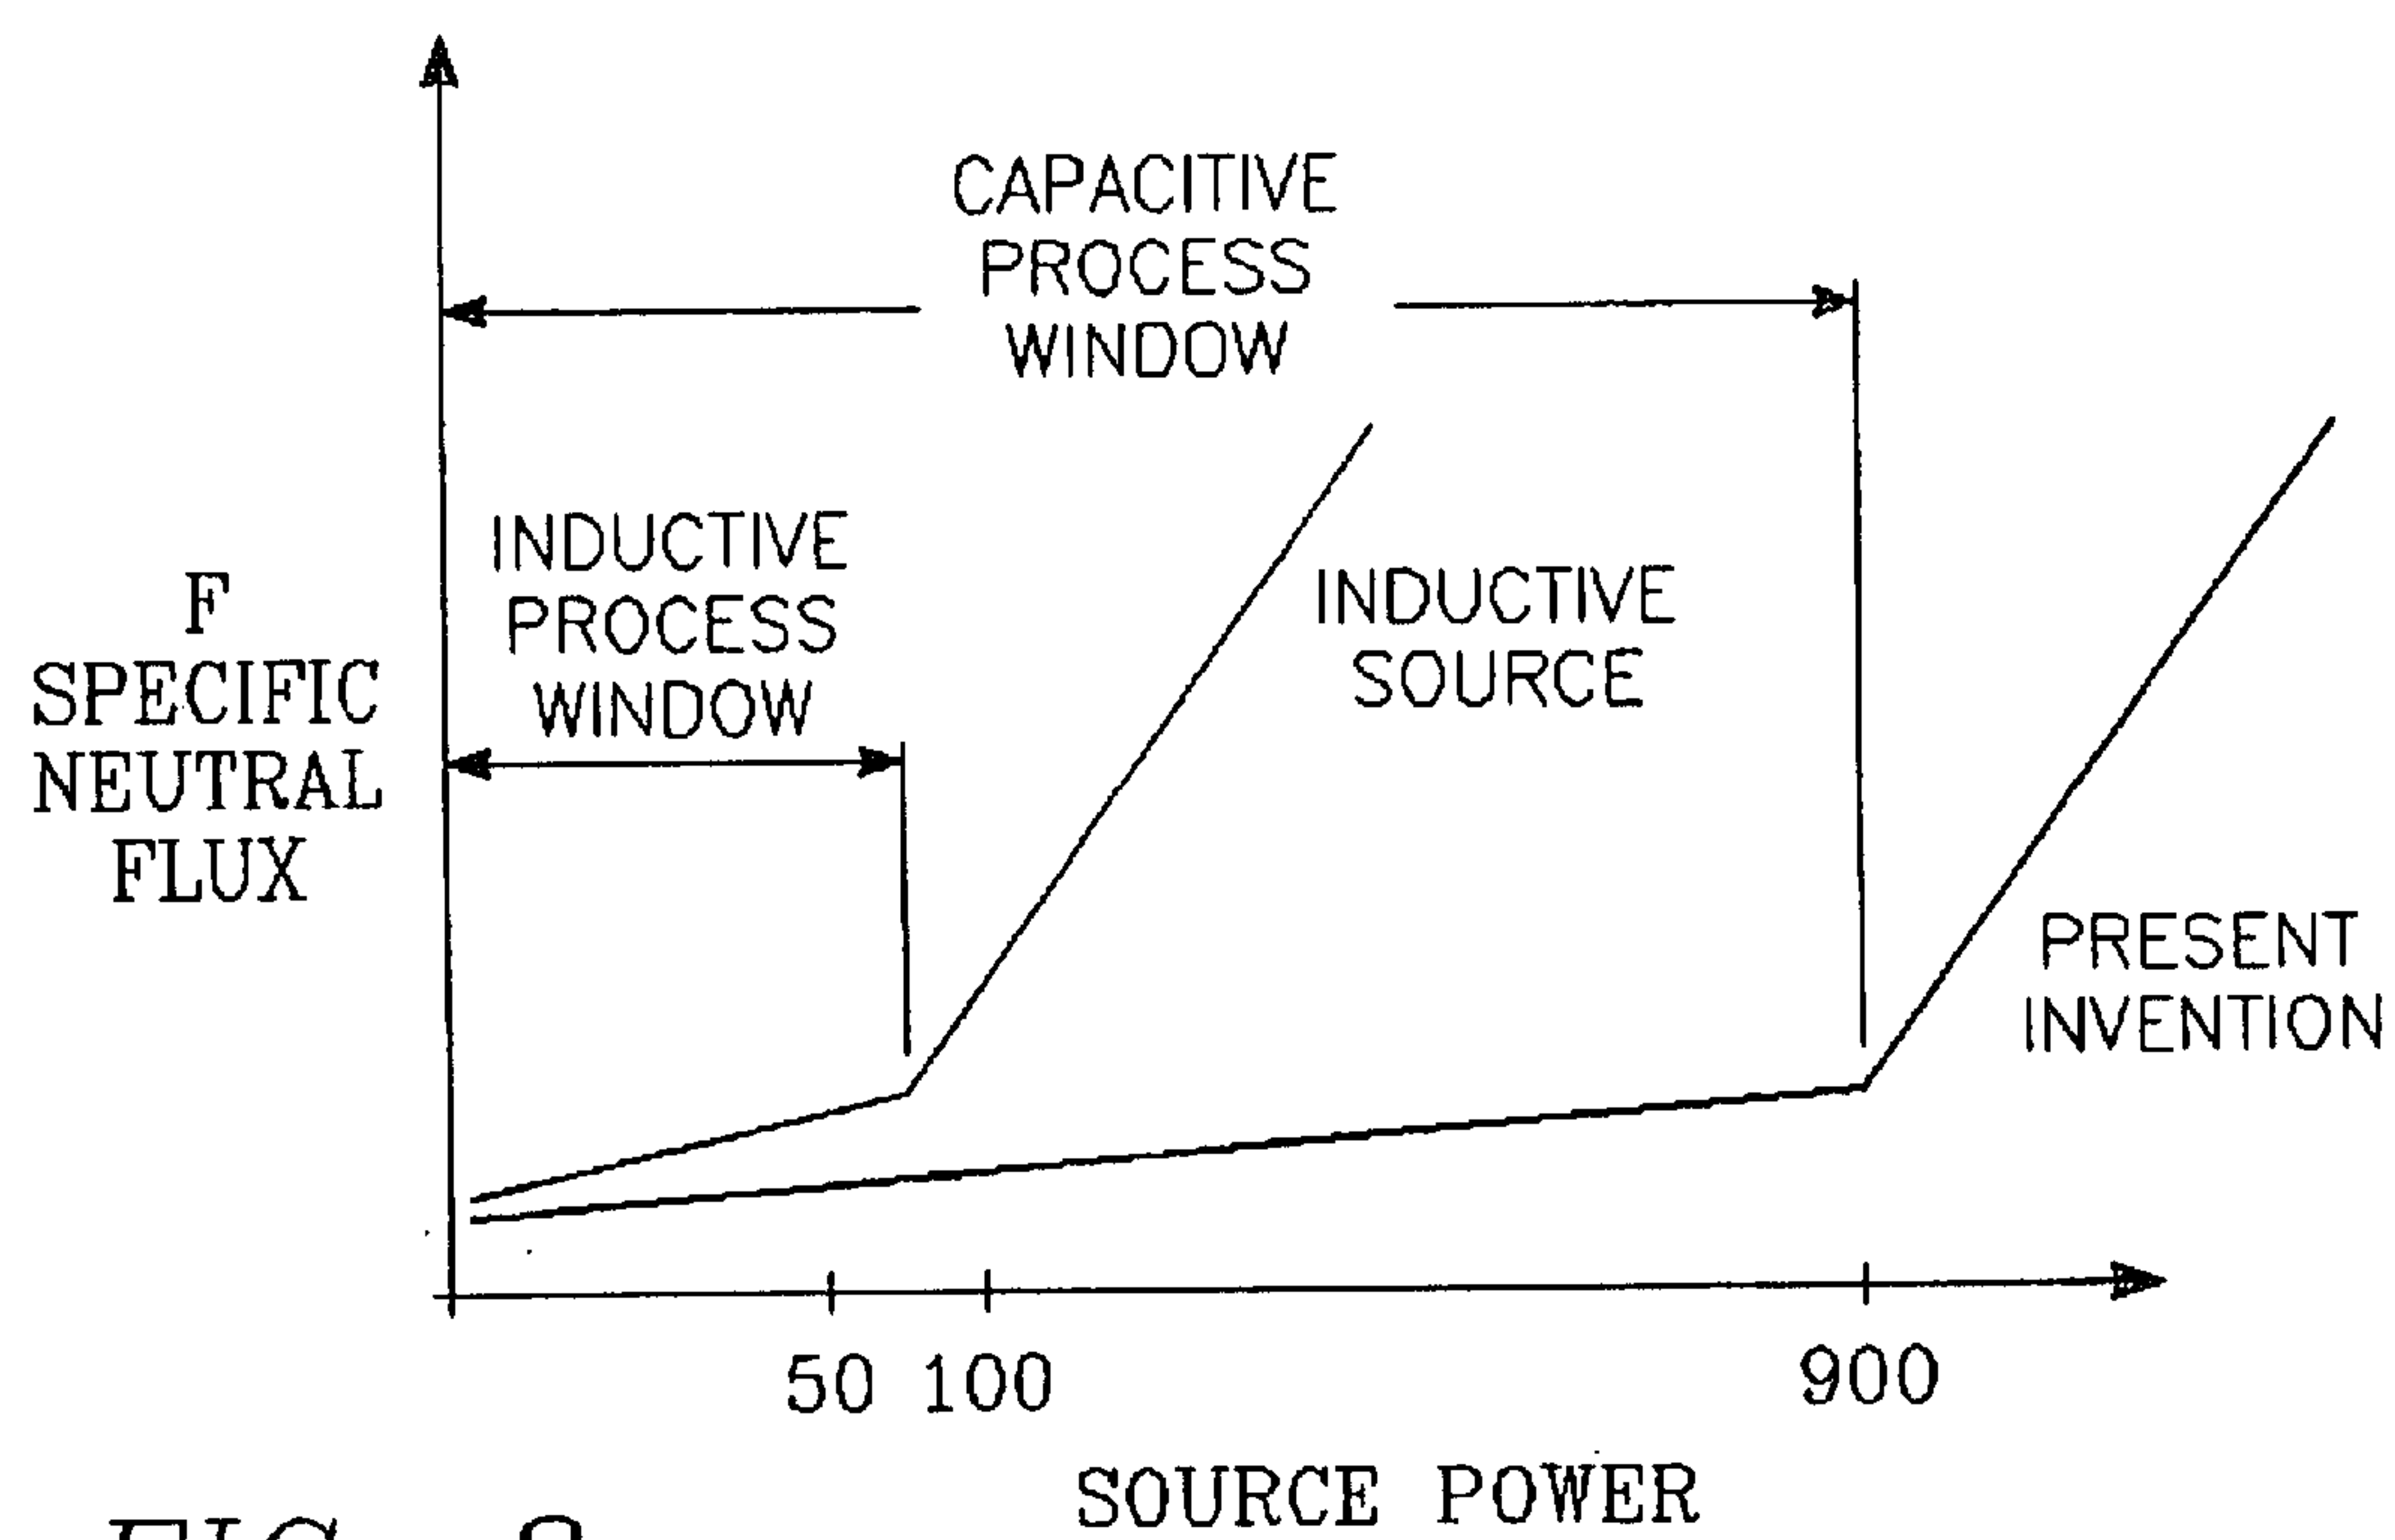 CAPACITIVE
PROCESS
WINDOW
INDUCTIVE
PROCESS
WINDOW
INDUCTIVE
SOURCE
F
SPECIFIC
NEUTRAL
FLUX
PRESENT
INVENTION
50 100 900
SOURCE POWER